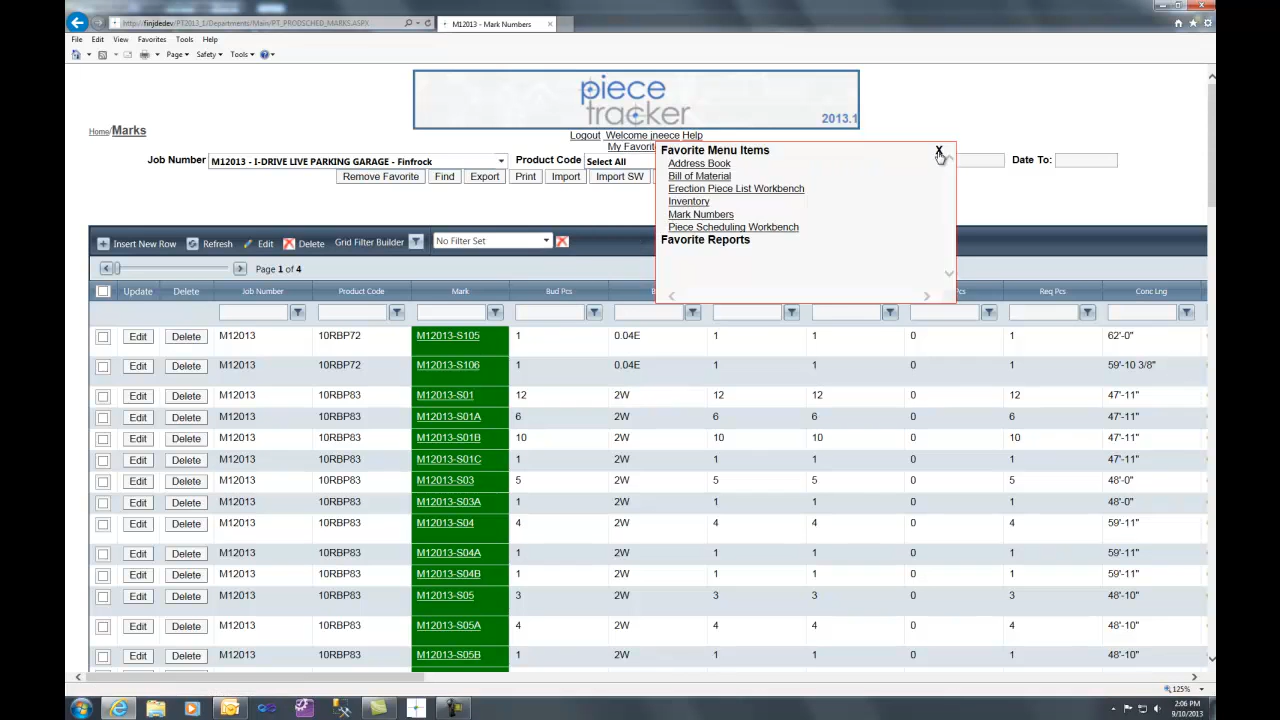 http://finjdedev/PT2013_1/Departments/Main/PT_PRODSCHED_MARKS.ASPX
M12013 - Mark Numbers
File Edit View Favorites Tools Help
Page Safety Tools
piece
tracker
2013.1
Home/Marks
Logout Welcome jneece Help
My Favori
Job Number M12013 - I-DRIVE LIVE PARKING GARAGE - Finfrock Product Code Select All Date To:
Remove Favorite Find Export Print Import Import SW
Favorite Menu Items X
Address Book
Bill of Material
Erection Piece List Workbench
Inventory
Mark Numbers
Piece Scheduling Workbench
Favorite Reports
Insert New Row Refresh Edit Delete Grid Filter Builder No Filter Set
Page 1 of 4
Update Delete Job Number Product Code Mark Bud Pcs Req Pcs Conc Lng
Edit Delete M12013 10RBP72 M12013-S105 1 0.04E 1 1 0 1 62'-0"
Edit Delete M12013 10RBP72 M12013-S106 1 0.04E 1 1 0 1 59'-10 3/8"
Edit Delete M12013 10RBP83 M12013-S01 12 2W 12 12 0 12 47'-11"
Edit Delete M12013 10RBP83 M12013-S01A 6 2W 6 6 0 6 47'-11"
Edit Delete M12013 10RBP83 M12013-S01B 10 2W 10 10 0 10 47'-11"
Edit Delete M12013 10RBP83 M12013-S01C 1 2W 1 1 0 1 47'-11"
Edit Delete M12013 10RBP83 M12013-S03 5 2W 5 5 0 5 48'-0"
Edit Delete M12013 10RBP83 M12013-S03A 1 2W 1 1 0 1 48'-0"
Edit Delete M12013 10RBP83 M12013-S04 4 2W 4 4 0 4 59'-11"
Edit Delete M12013 10RBP83 M12013-S04A 1 2W 1 1 0 1 59'-11"
Edit Delete M12013 10RBP83 M12013-S04B 1 2W 1 1 0 1 59'-11"
Edit Delete M12013 10RBP83 M12013-S05 3 2W 3 3 0 3 48'-10"
Edit Delete M12013 10RBP83 M12013-S05A 4 2W 4 4 0 4 48'-10"
Edit Delete M12013 10RBP83 M12013-S05B 1 2W 1 1 0 1 48'-10"
125%
2:06 PM
9/10/2013